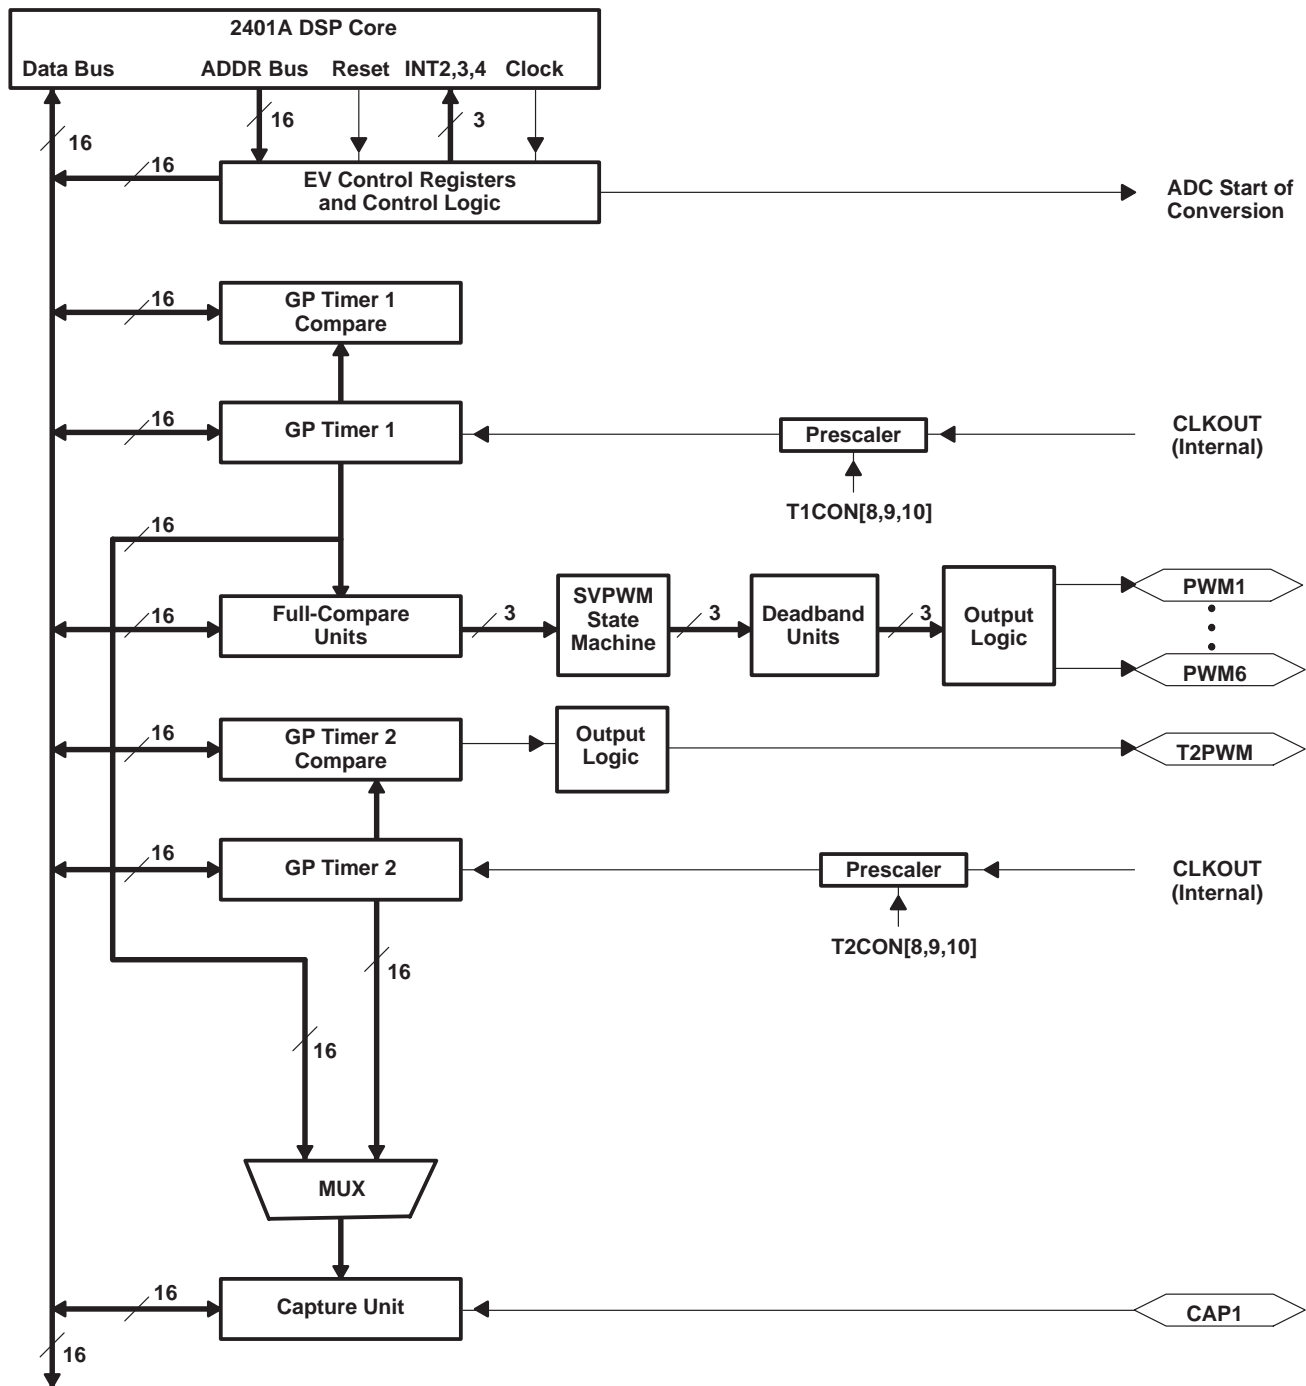 2401A DSP Core
Data Bus ADDR Bus Reset INT2,3,4 Clock
16
16
3
16
EV Control Registers
and Control Logic
ADC Start of
Conversion
16
GP Timer 1
Compare
16
GP Timer 1
Prescaler
CLKOUT
(Internal)
T1CON[8,9,10]
16
16
Full-Compare
Units
3
SVPWM
State
Machine
3
Deadband
Units
3
Output
Logic
PWM1
PWM6
16
GP Timer 2
Compare
Output
Logic
T2PWM
16
GP Timer 2
Prescaler
CLKOUT
(Internal)
T2CON[8,9,10]
16
16
MUX
16
Capture Unit
CAP1
16